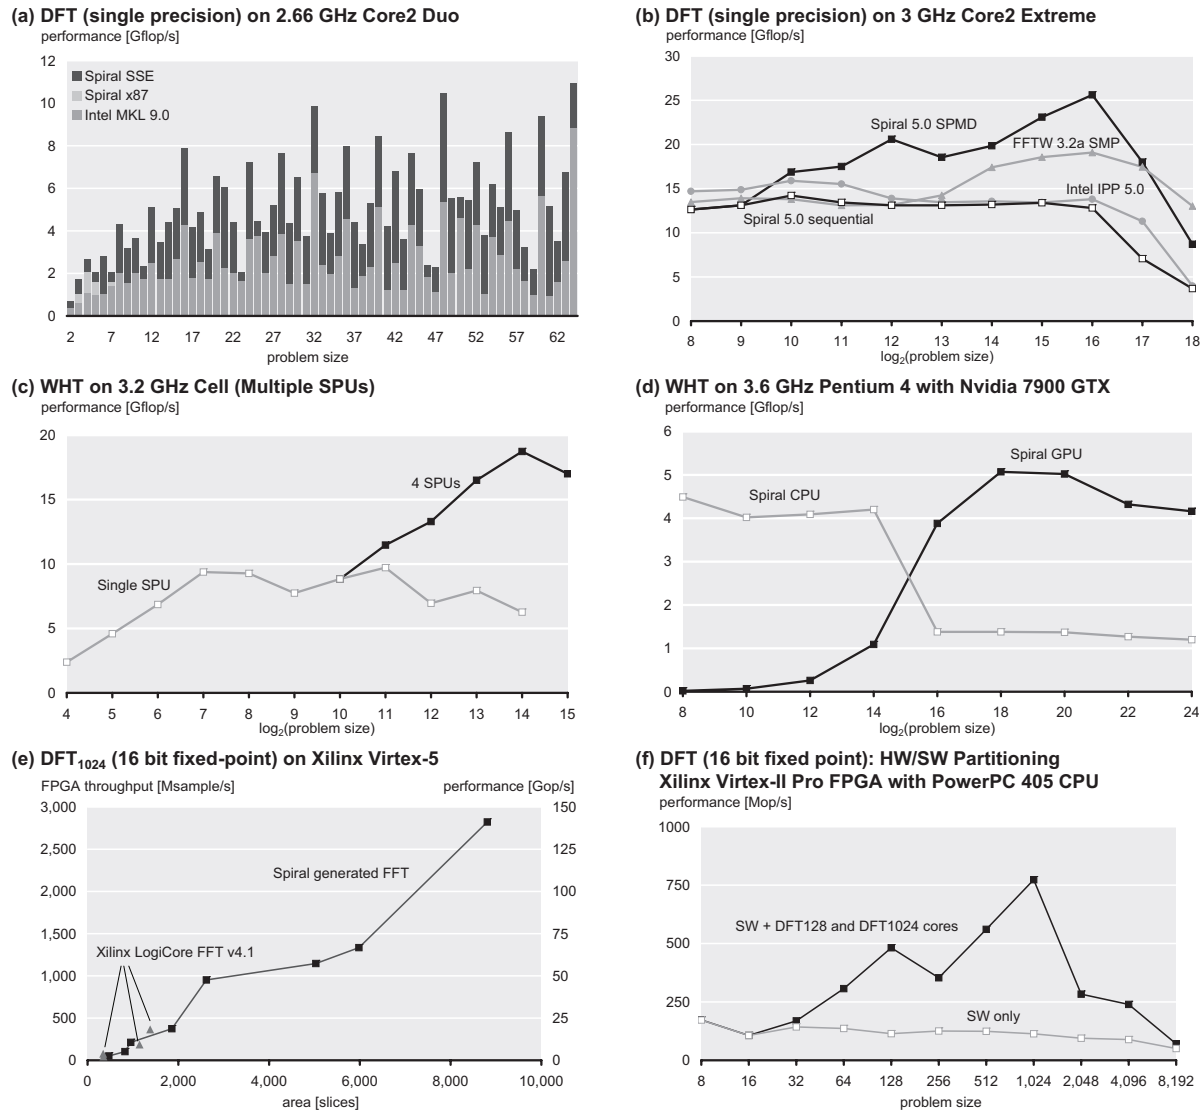 (a) DFT (single precision) on 2.66 GHz Core2 Duo
performance [Gflop/s]
12
10
8
6
4
2
0
Spiral SSE
Spiral x87
Intel MKL 9.0
2 7 12 17 22 27 32 37 42 47 52 57 62
problem size
(b) DFT (single precision) on 3 GHz Core2 Extreme
performance [Gflop/s]
30
25
20
15
10
5
0
Spiral 5.0 SPMD
FFTW 3.2a SMP
Intel IPP 5.0
Spiral 5.0 sequential
8 9 10 11 12 13 14 15 16 17 18
log2(problem size)
(c) WHT on 3.2 GHz Cell (Multiple SPUs)
performance [Gflop/s]
20
15
10
5
0
4 SPUs
Single SPU
4 5 6 7 8 9 10 11 12 13 14 15
log2(problem size)
(d) WHT on 3.6 GHz Pentium 4 with Nvidia 7900 GTX
performance [Gflop/s]
6
5
4
3
2
1
0
Spiral GPU
Spiral CPU
8 10 12 14 16 18 20 22 24
log2(problem size)
(e) DFT1024 (16 bit fixed-point) on Xilinx Virtex-5
FPGA throughput [Msample/s] performance [Gop/s]
3,000 150
2,500 125
2,000 100
1,500 75
1,000 50
500 25
0 0
Spiral generated FFT
Xilinx LogiCore FFT v4.1
0 2,000 4,000 6,000 8,000 10,000
area [slices]
(f) DFT (16 bit fixed point): HW/SW Partitioning
Xilinx Virtex-II Pro FPGA with PowerPC 405 CPU
performance [Mop/s]
1000
750
500
250
0
SW + DFT128 and DFT1024 cores
SW only
8 16 32 64 128 256 512 1,024 2,048 4,096 8,192
problem size